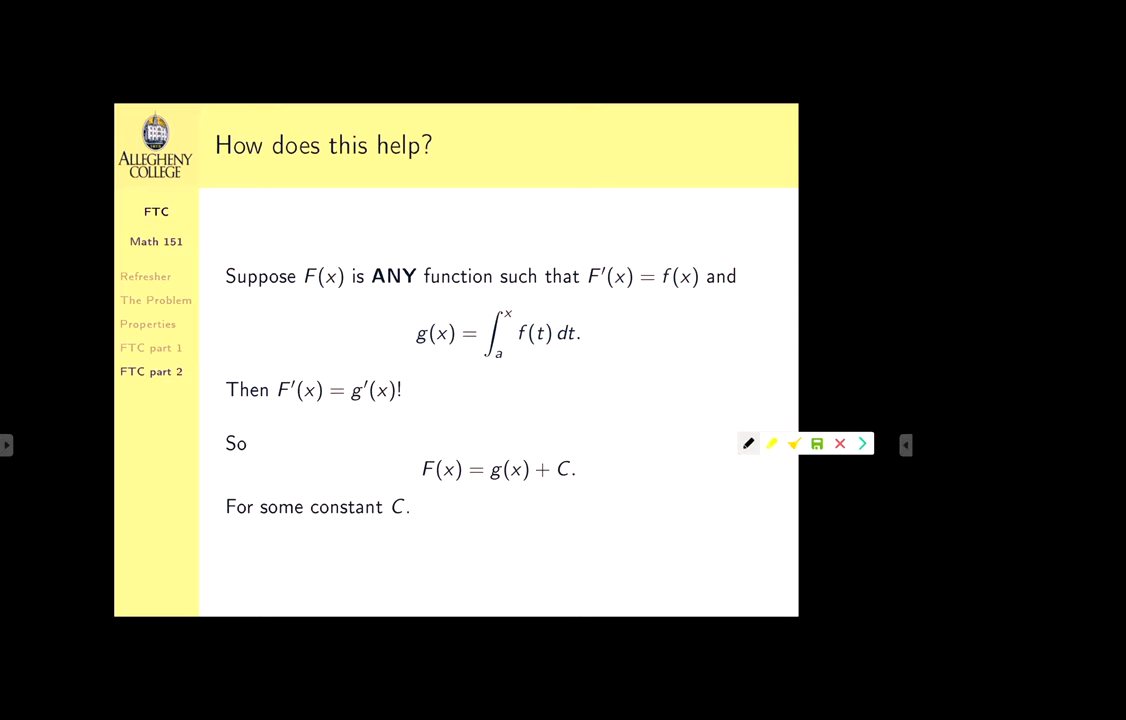 ALLEGHENY
COLLEGE
How does this help?
FTC
Math 151
Refresher
The Problem
Properties
FTC part 1
FTC part 2
Suppose F(x) is ANY function such that F′(x) = f(x) and
g(x) = ∫ₐˣ f(t) dt.
Then F′(x) = g′(x)!
So
F(x) = g(x) + C.
For some constant C.